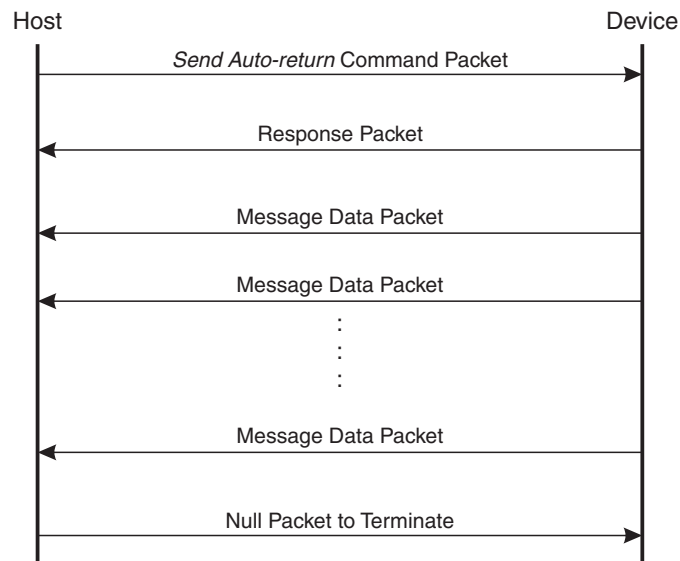 Host Device
Send Auto-return Command Packet
Response Packet
Message Data Packet
Message Data Packet
:
:
:
Message Data Packet
Null Packet to Terminate